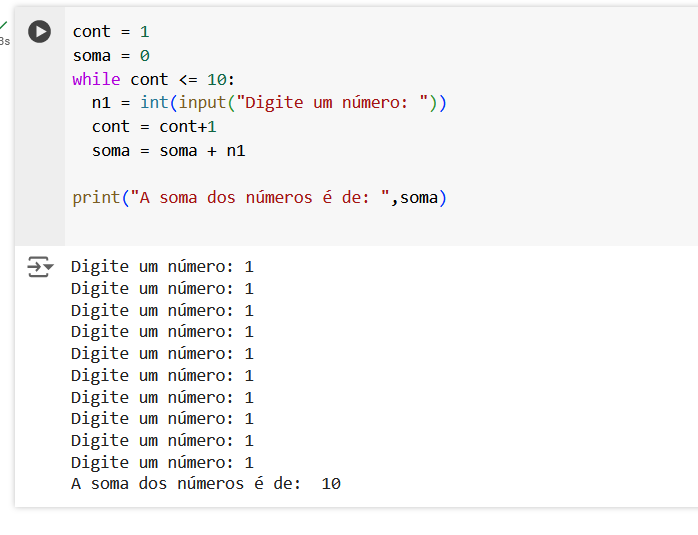 cont = 1
soma = 0
while cont <= 10:
  n1 = int(input("Digite um número: "))
  cont = cont+1
  soma = soma + n1
print("A soma dos números é de: ",soma)
3s
Digite um número: 1
Digite um número: 1
Digite um número: 1
Digite um número: 1
Digite um número: 1
Digite um número: 1
Digite um número: 1
Digite um número: 1
Digite um número: 1
Digite um número: 1
A soma dos números é de:  10